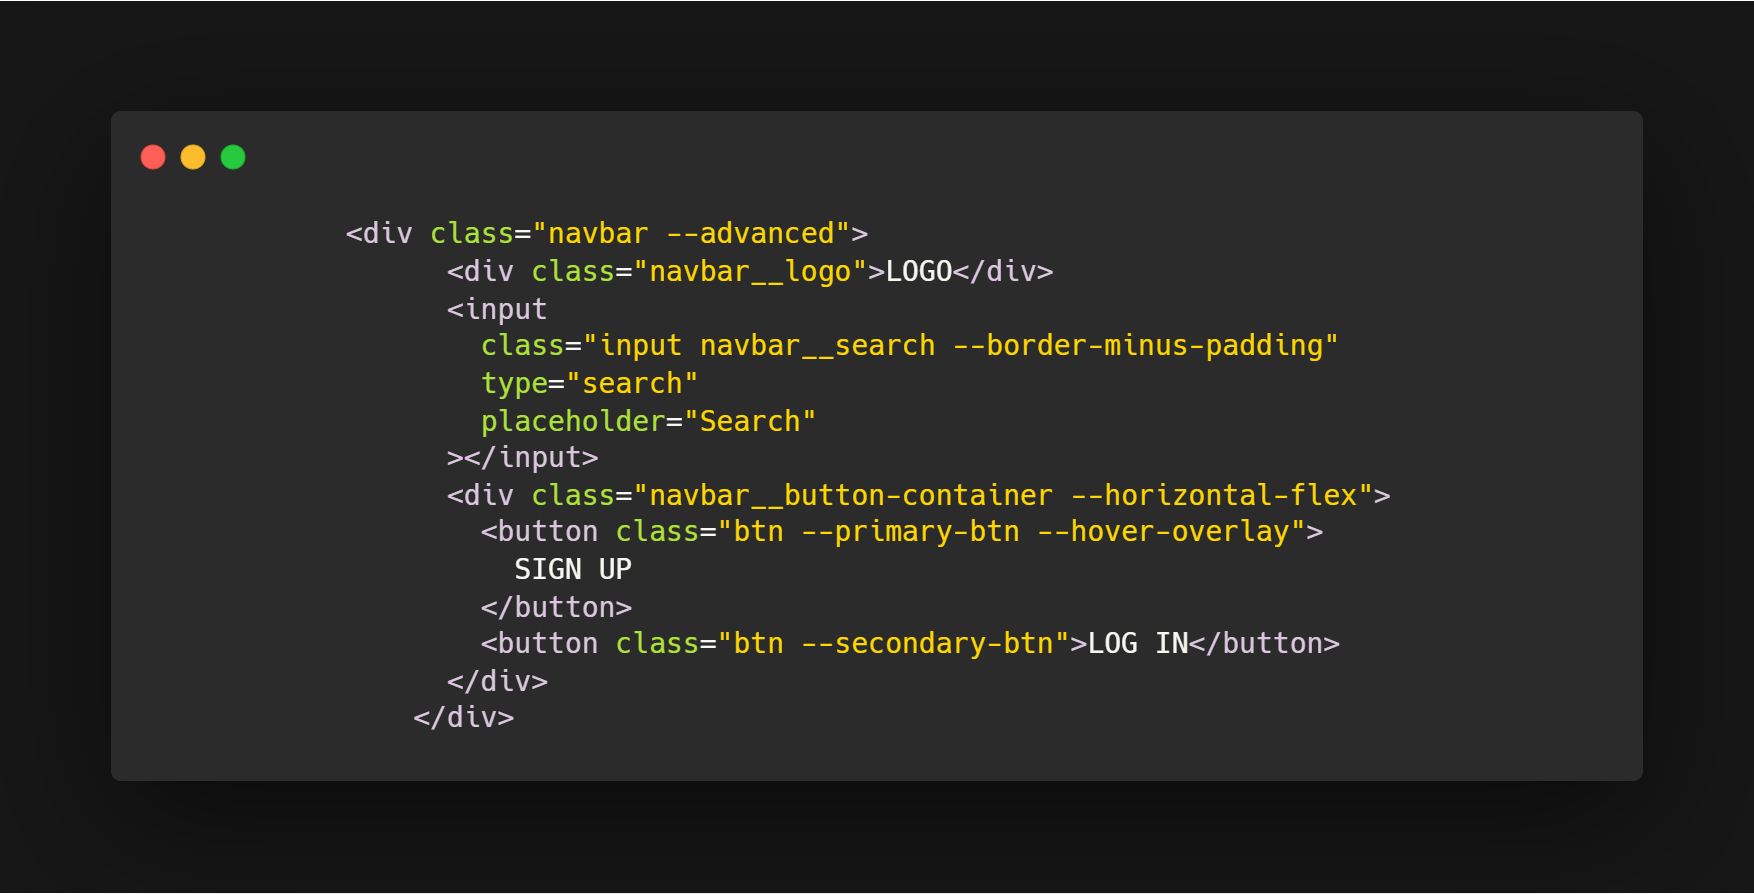 <div class="navbar --advanced">
<div class="navbar__logo">LOGO</div>
<input
class="input navbar__search --border-minus-padding"
type="search"
placeholder="Search"
></input>
<div class="navbar__button-container --horizontal-flex">
<button class="btn --primary-btn --hover-overlay">
SIGN UP
</button>
<button class="btn --secondary-btn">LOG IN</button>
</div>
</div>